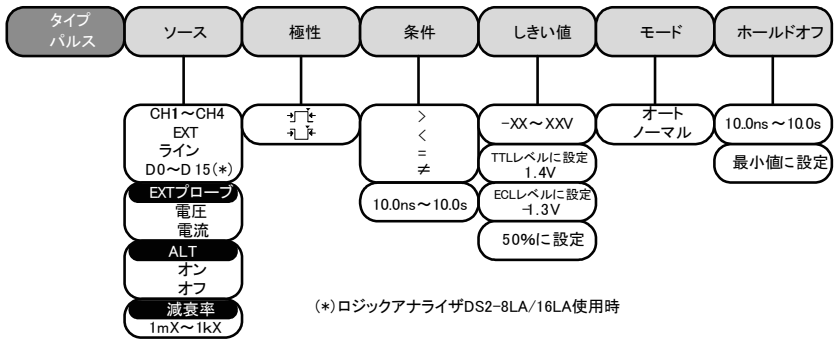 タイプ
パルス
ソース
極性
条件
しきい値
モード
ホールドオフ
CH1～CH4
EXT
ライン
D0～D15(*)
EXTプローブ
電圧
電流
ALT
オン
オフ
減衰率
1mX～1kX
>
<
=
≠
10.0ns～10.0s
-XX～XXV
TTLレベルに設定
1.4V
ECLレベルに設定
-1.3V
50%に設定
オート
ノーマル
10.0ns～10.0s
最小値に設定
(*)ロジックアナライザDS2-8LA/16LA使用時